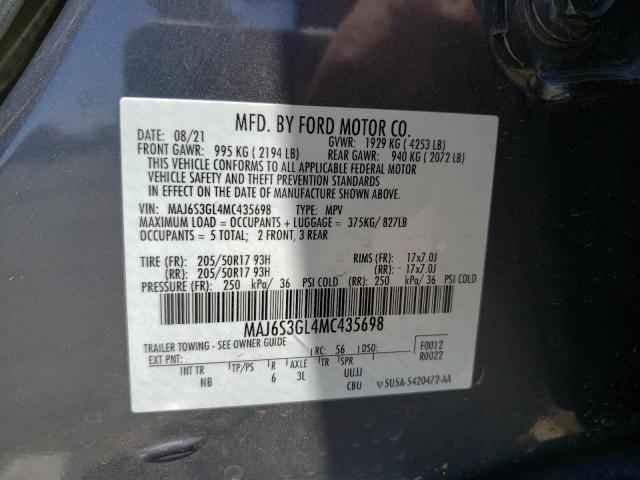 MFD. BY FORD MOTOR CO.
DATE: 08/21 GVWR: 1929 KG ( 4253 LB)
FRONT GAWR: 995 KG ( 2194 LB) REAR GAWR: 940 KG ( 2072 LB)
THIS VEHICLE CONFORMS TO ALL APPLICABLE FEDERAL MOTOR
VEHICLE SAFETY AND THEFT PREVENTION STANDARDS
IN EFFECT ON THE DATE OF MANUFACTURE SHOWN ABOVE.
VIN: MAJ6S3GL4MC435698 TYPE: MPV
MAXIMUM LOAD = OCCUPANTS + LUGGAGE = 375KG/ 827LB
OCCUPANTS = 5 TOTAL; 2 FRONT, 3 REAR
TIRE (FR): 205/50R17 93H RIMS (FR): 17x7.0J
(RR): 205/50R17 93H (RR): 17x7.0J
PRESSURE (FR): 250 kPa/ 36 PSI COLD (RR): 250 kPa/ 36 PSI COLD
MAJ6S3GL4MC435698
TRAILER TOWING - SEE OWNER GUIDE RC: 56 DSO: F0012
EXT PNT: R0022
INT TR TP/PS R AXLE TR SPR UUJJ
NB 6 3L CBU ▽5U5A-5420472-AA